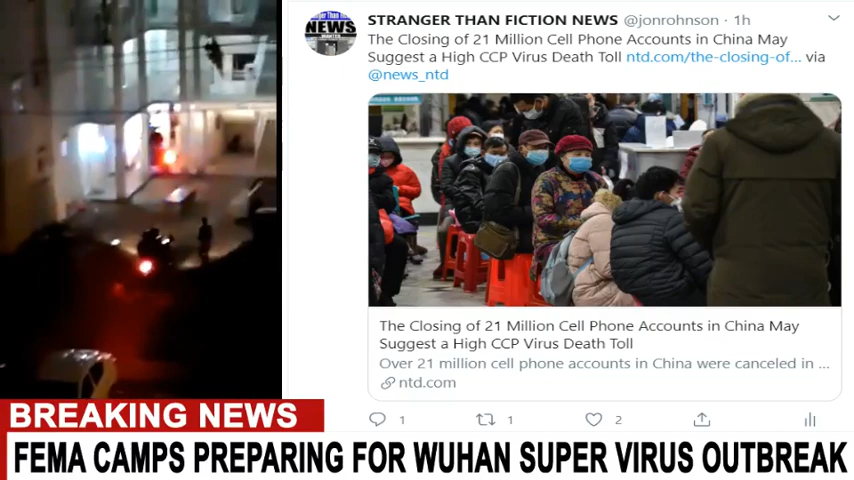 STRANGER THAN FICTION NEWS @jonrohnson · 1h
The Closing of 21 Million Cell Phone Accounts in China May
Suggest a High CCP Virus Death Toll ntd.com/the-closing-of... via
@news_ntd
NEWS
The Closing of 21 Million Cell Phone Accounts in China May
Suggest a High CCP Virus Death Toll
Over 21 million cell phone accounts in China were canceled in ...
ntd.com
1 1 2
BREAKING NEWS
FEMA CAMPS PREPARING FOR WUHAN SUPER VIRUS OUTBREAK